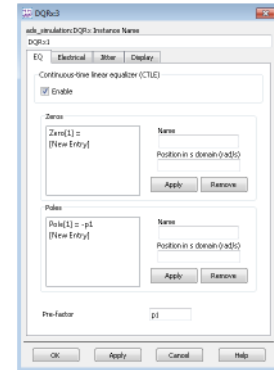 DQRx:3
ads_simulation:DQRx Instance Name
DQRx1
EQ Electrical Jitter Display
Continuous-time linear equalizer (CTLE)
Enable
Zeros
Zero[1] =
[New Entry]
Name
Position in s domain (rad/s)
Apply Remove
Poles
Pole[1] = -p1
[New Entry]
Name
Position in s domain (rad/s)
Apply Remove
Pre-factor
p1
OK Apply Cancel Help